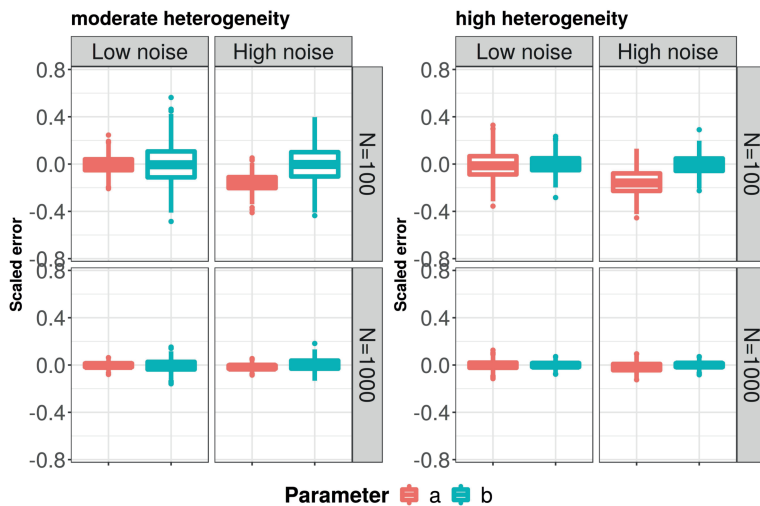 moderate heterogeneity
Low noise High noise
0.8
0.4
0.0
-0.4
-0.8
N=100
0.8
0.4
0.0
-0.4
-0.8
N=1000
Scaled error
high heterogeneity
Low noise High noise
0.8
0.4
0.0
-0.4
-0.8
N=100
0.8
0.4
0.0
-0.4
-0.8
N=1000
Scaled error
Parameter a b